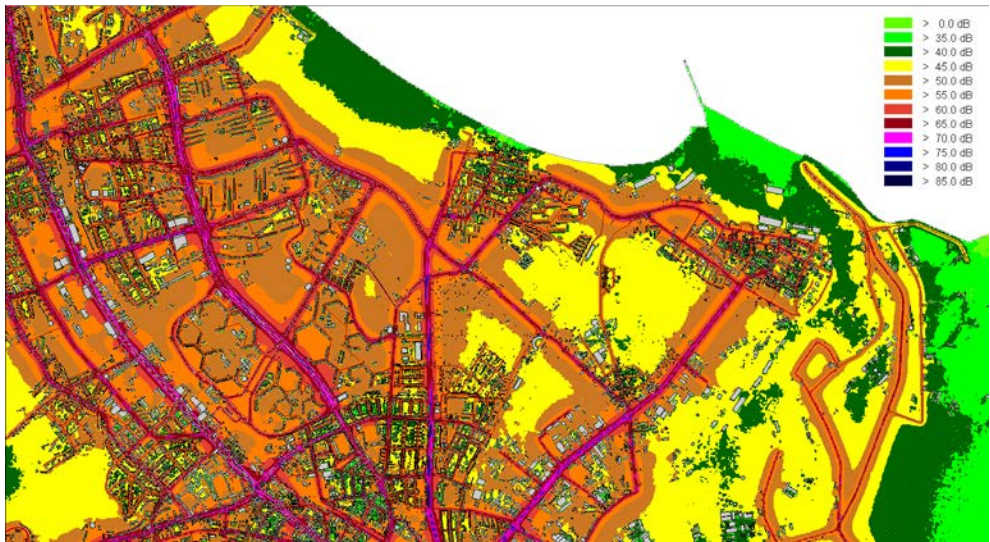 > 0.0 dB
> 35.0 dB
> 40.0 dB
> 45.0 dB
> 50.0 dB
> 55.0 dB
> 60.0 dB
> 65.0 dB
> 70.0 dB
> 75.0 dB
> 80.0 dB
> 85.0 dB